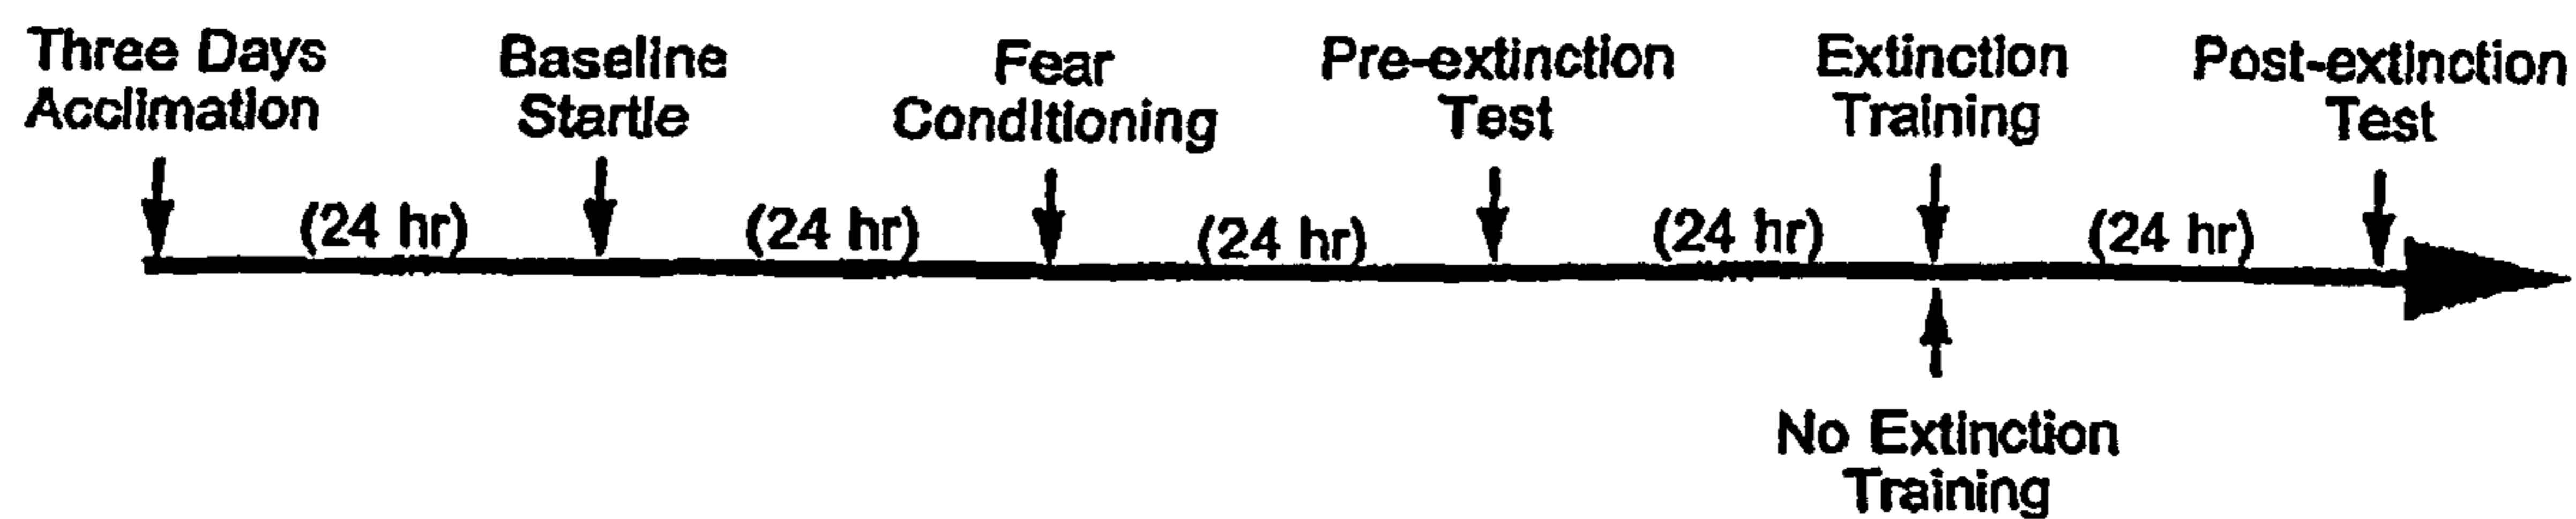 Three Days
Acclimation
Baseline
Startle
Fear
Conditioning
Pre-extinction
Test
Extinction
Training
Post-extinction
Test
(24 hr)
(24 hr)
(24 hr)
(24 hr)
(24 hr)
No Extinction
Training